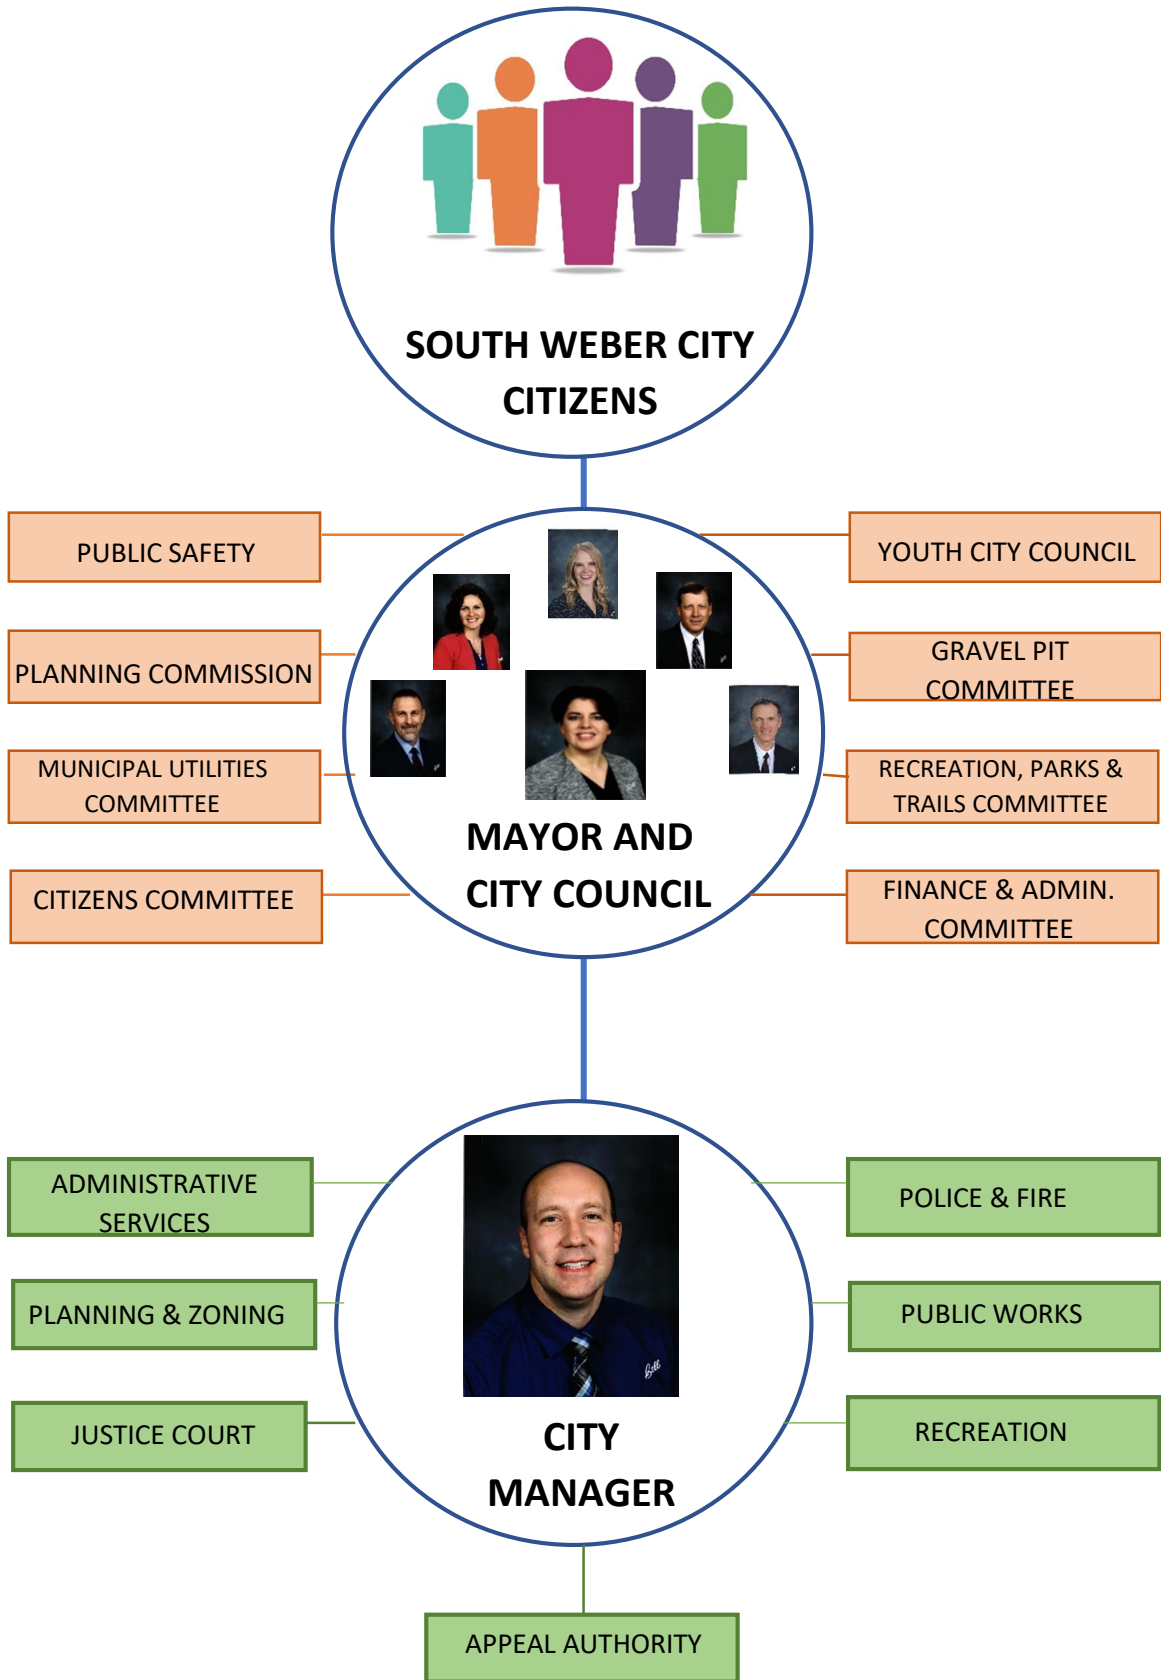 SOUTH WEBER CITY
CITIZENS
PUBLIC SAFETY
YOUTH CITY COUNCIL
PLANNING COMMISSION
GRAVEL PIT
COMMITTEE
MUNICIPAL UTILITIES
COMMITTEE
RECREATION, PARKS &
TRAILS COMMITTEE
MAYOR AND
CITY COUNCIL
CITIZENS COMMITTEE
FINANCE & ADMIN.
COMMITTEE
ADMINISTRATIVE
SERVICES
POLICE & FIRE
PLANNING & ZONING
PUBLIC WORKS
Bell
JUSTICE COURT
RECREATION
CITY
MANAGER
APPEAL AUTHORITY